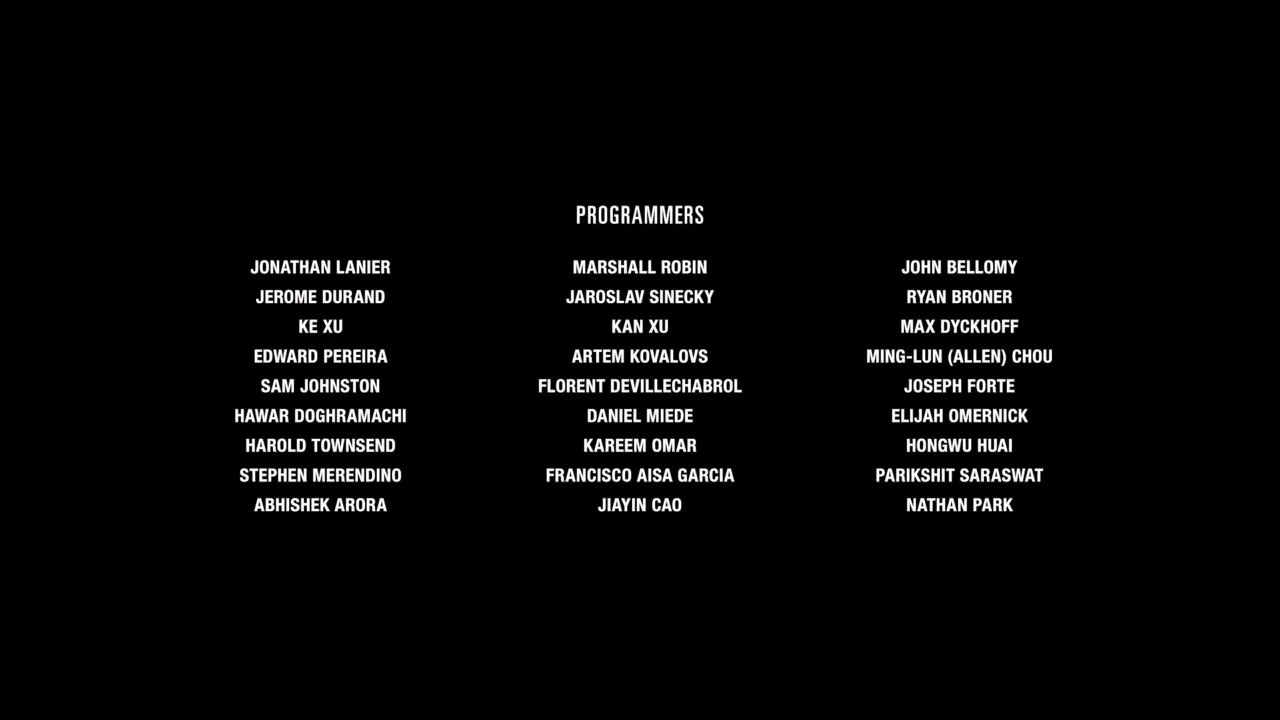 PROGRAMMERS
JONATHAN LANIER MARSHALL ROBIN JOHN BELLOMY
JEROME DURAND JAROSLAV SINECKY RYAN BRONER
KE XU KAN XU MAX DYCKHOFF
EDWARD PEREIRA ARTEM KOVALOVS MING-LUN (ALLEN) CHOU
SAM JOHNSTON FLORENT DEVILLECHABROL JOSEPH FORTE
HAWAR DOGHRAMACHI DANIEL MIEDE ELIJAH OMERNICK
HAROLD TOWNSEND KAREEM OMAR HONGWU HUAI
STEPHEN MERENDINO FRANCISCO AISA GARCIA PARIKSHIT SARASWAT
ABHISHEK ARORA JIAYIN CAO NATHAN PARK